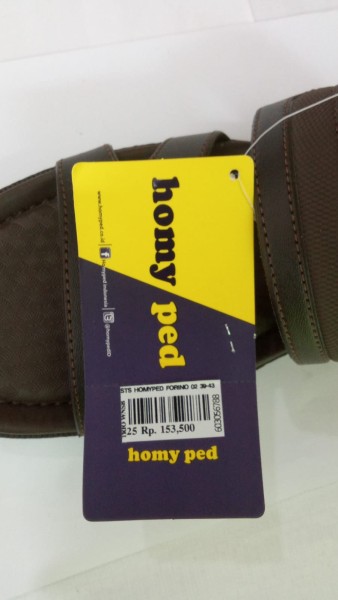 homy ped
www.homyped.co.id
Homyped Indonesia
@homypedID
STS HOMYPED FORINO 02 39-43
25 Rp. 153,500
homy ped